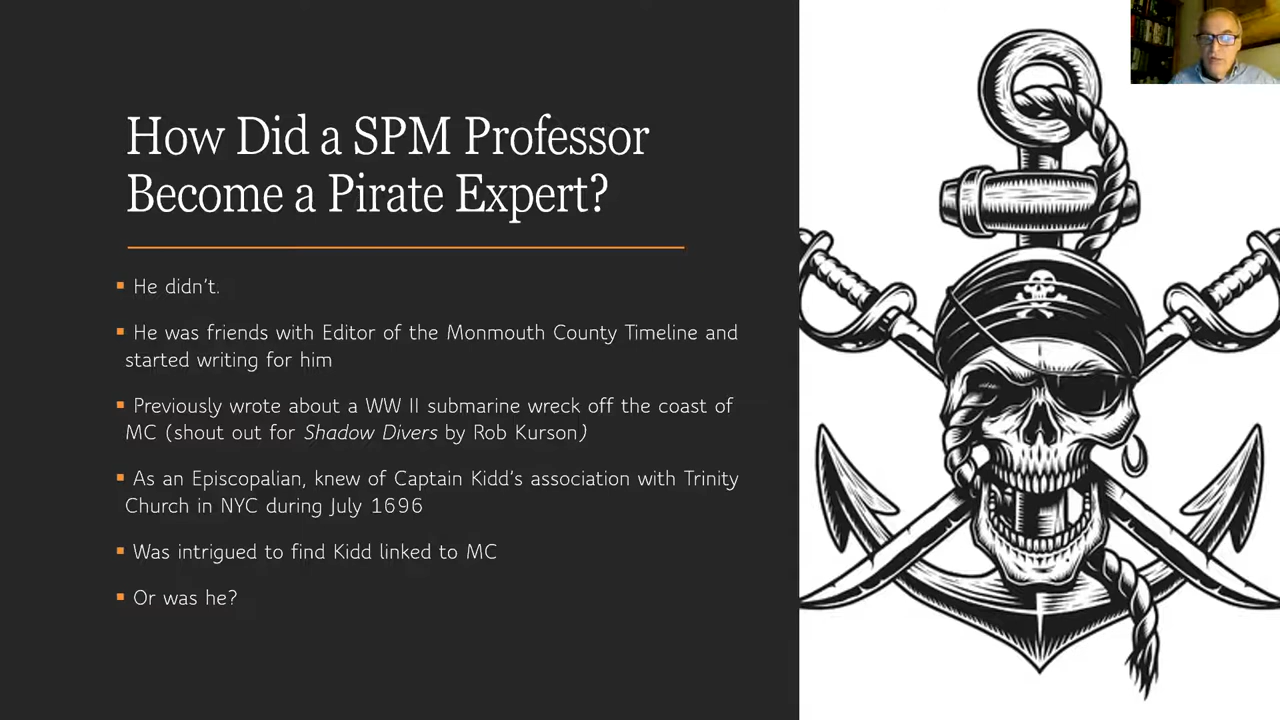 How Did a SPM Professor
Become a Pirate Expert?
▪ He didn't.
▪ He was friends with Editor of the Monmouth County Timeline and
started writing for him
▪ Previously wrote about a WW II submarine wreck off the coast of
MC (shout out for Shadow Divers by Rob Kurson)
▪ As an Episcopalian, knew of Captain Kidd's association with Trinity
Church in NYC during July 1696
▪ Was intrigued to find Kidd linked to MC
▪ Or was he?